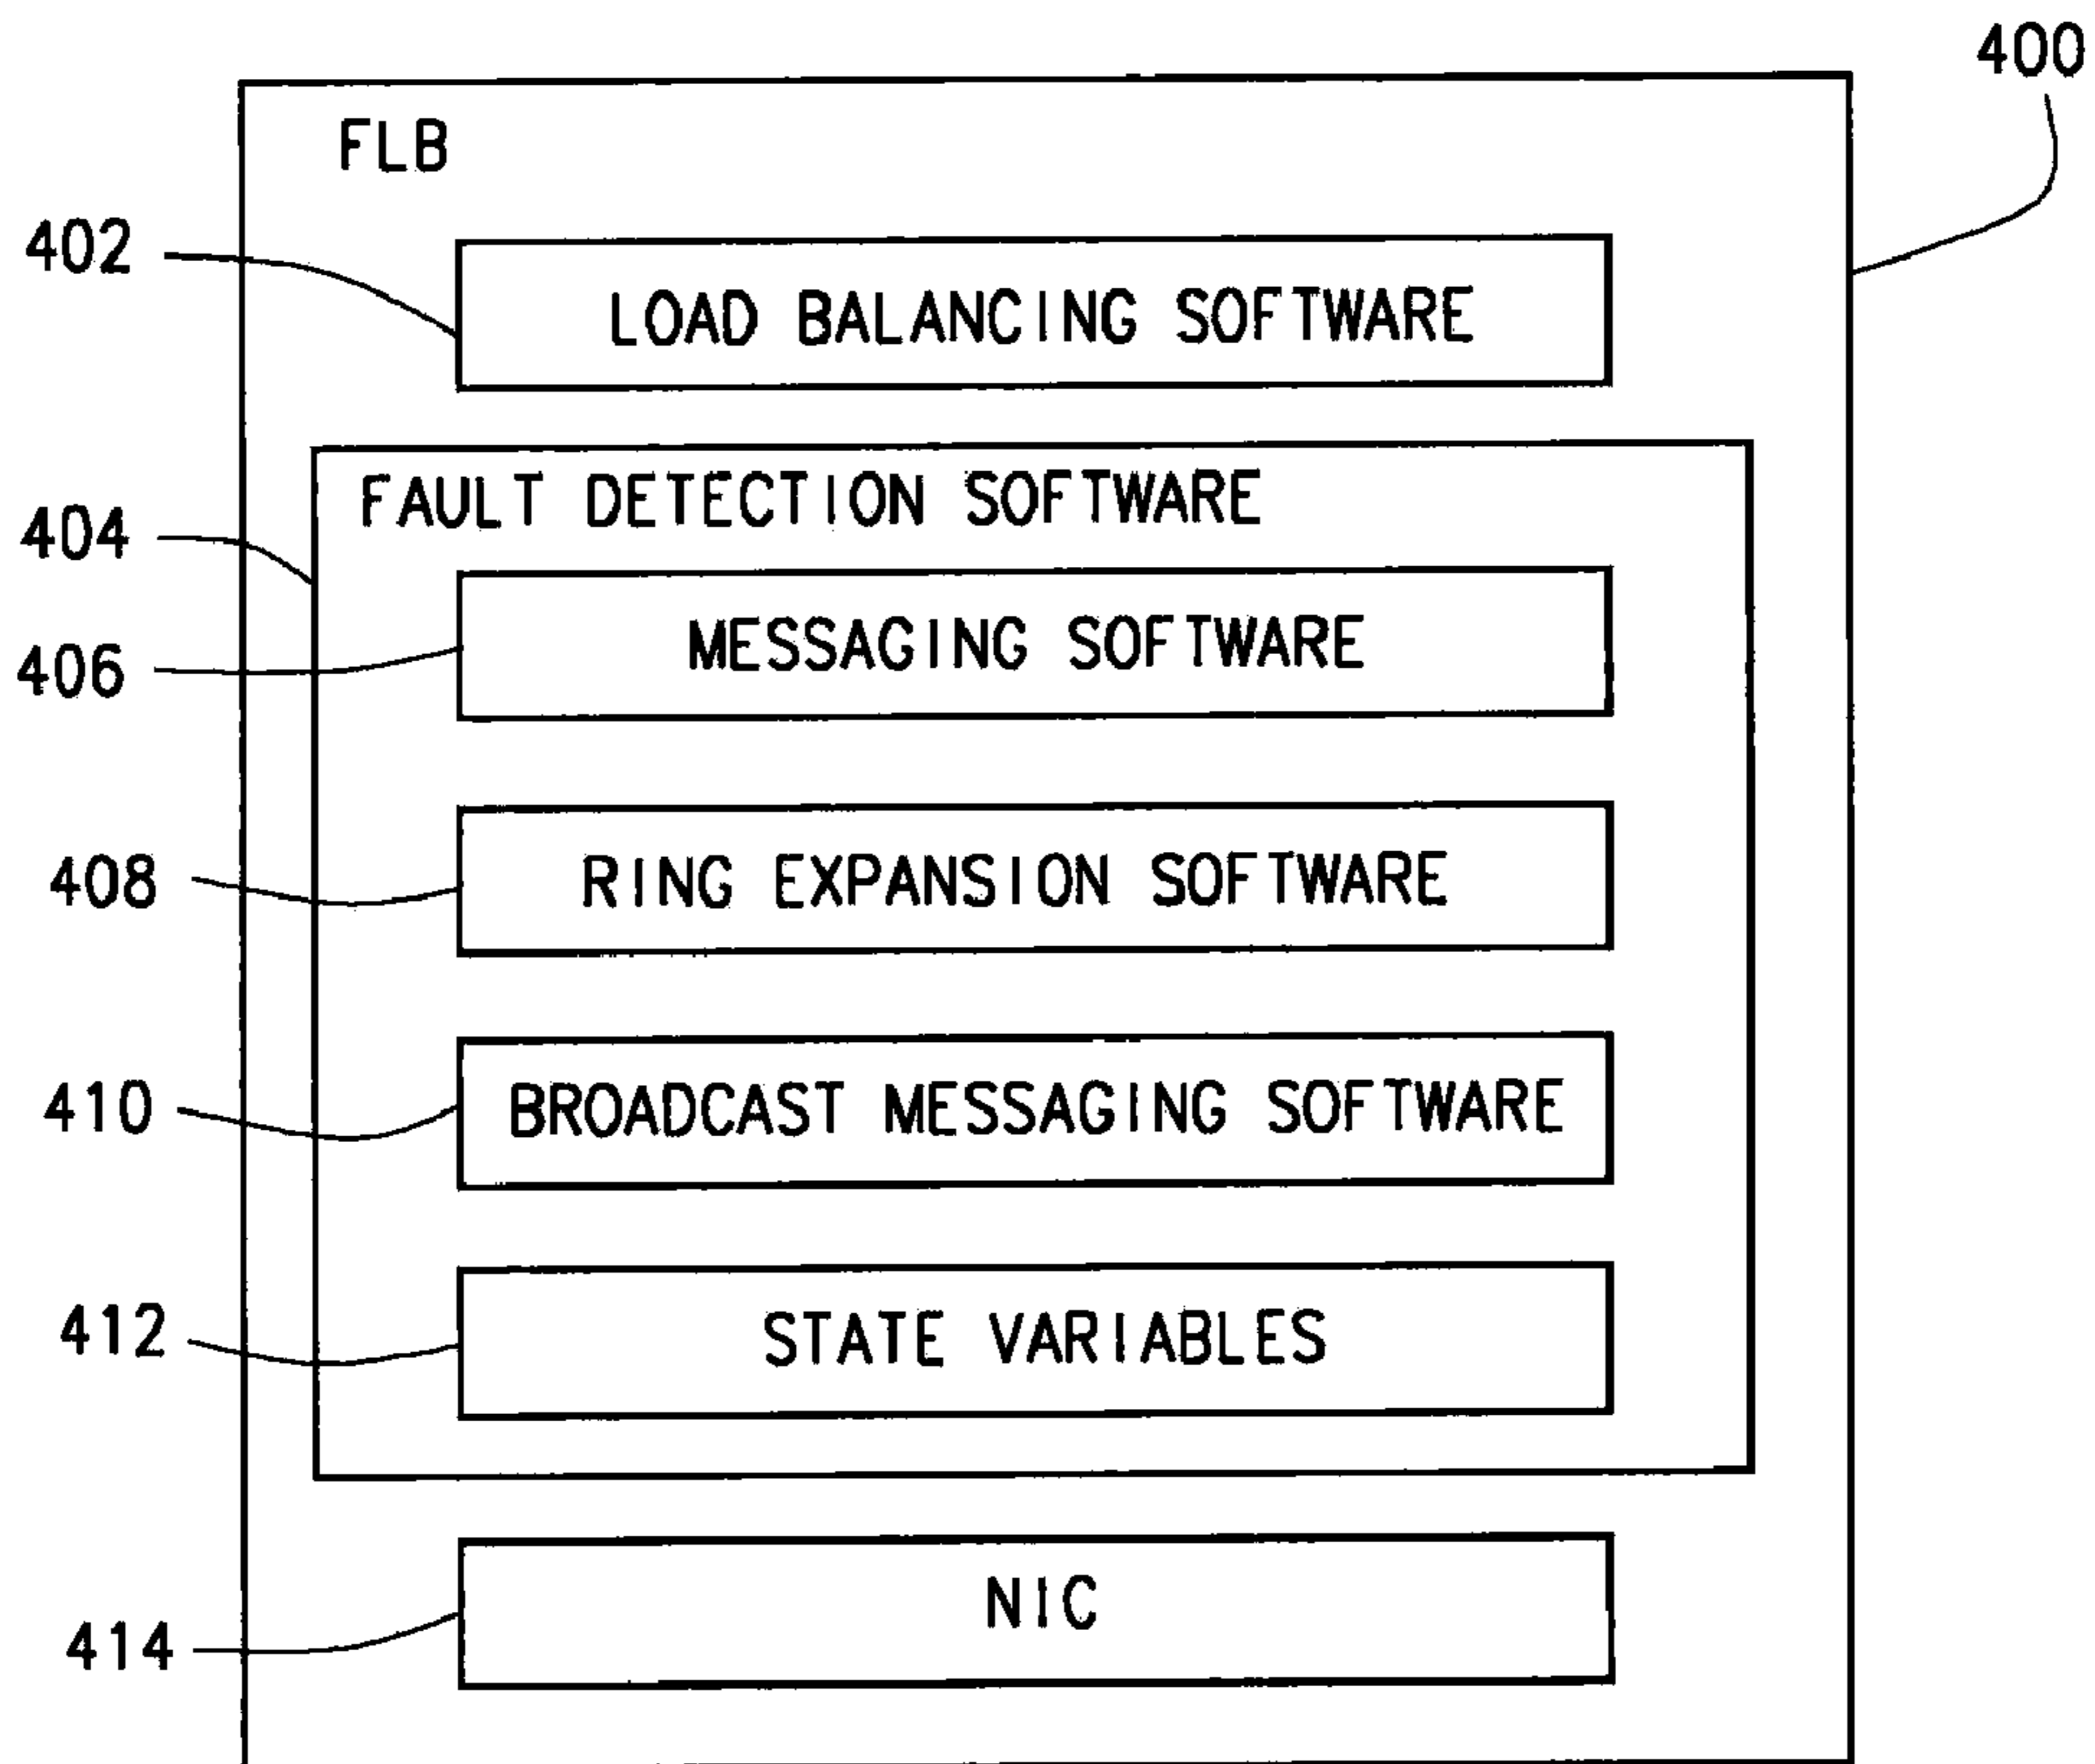 400
FLB
402
LOAD BALANCING SOFTWARE
FAULT DETECTION SOFTWARE
404
MESSAGING SOFTWARE
406
408
RING EXPANSION SOFTWARE
410
BROADCAST MESSAGING SOFTWARE
412
STATE VARIABLES
NIC
414